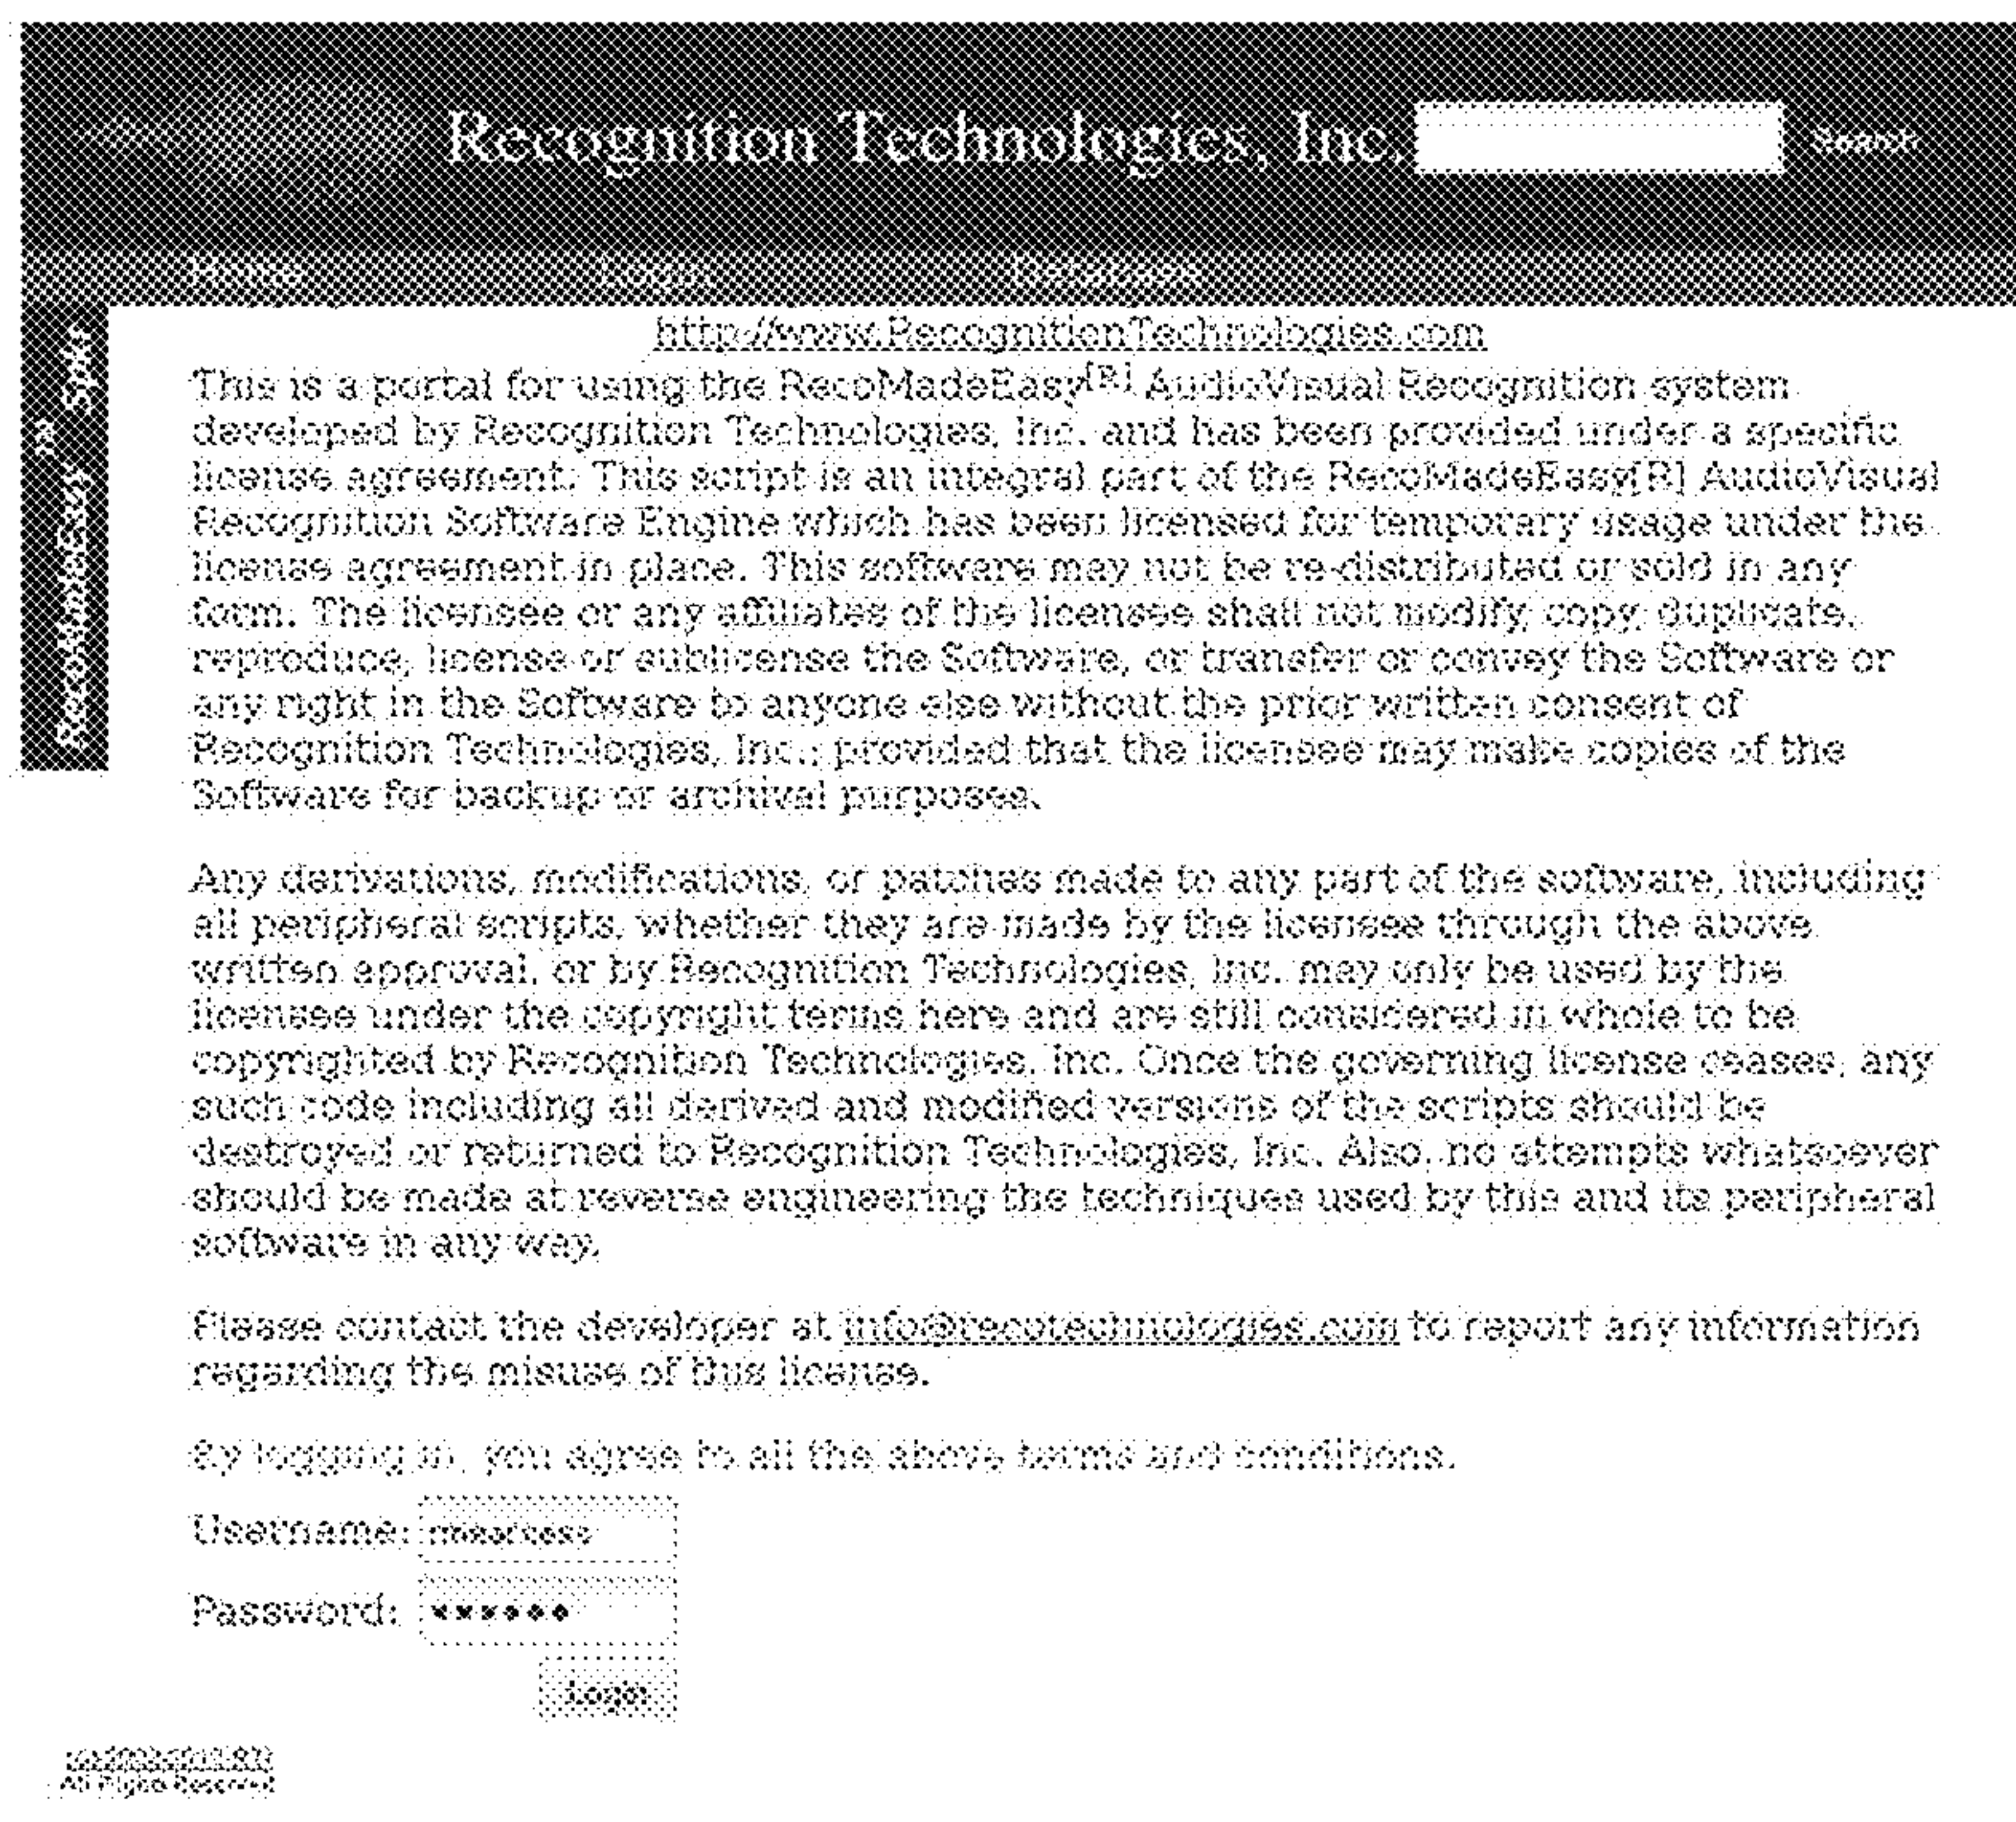 Recognition Technologies, Inc.
Search
Home Login Database
http://www.RecognitionTechnologies.com
This is a portal for using the RecoMadeEasy[R] AudioVisual Recognition system
developed by Recognition Technologies, Inc. and has been provided under a specific
license agreement. This script is an integral part of the RecoMadeEasy[R] AudioVisual
Recognition Software Engine which has been licensed for temporary usage under the
license agreement in place. This software may not be re-distributed or sold in any
form. The licensee or any affiliates of the licensee shall not modify, copy, duplicate,
reproduce, license or sublicense the Software, or transfer or convey the Software or
any right in the Software to anyone else without the prior written consent of
Recognition Technologies, Inc.; provided that the licensee may make copies of the
Software for backup or archival purposes.
Any derivations, modifications, or patches made to any part of the software, including
all peripheral scripts, whether they are made by the licensee through the above
written approval, or by Recognition Technologies, Inc. may only be used by the
licensee under the copyright terms here and are still considered in whole to be
copyrighted by Recognition Technologies, Inc. Once the governing license ceases, any
such code including all derived and modified versions of the scripts should be
destroyed or returned to Recognition Technologies, Inc. Also, no attempts whatsoever
should be made at reverse engineering the techniques used by this and its peripheral
software in any way.
Please contact the developer at info@recotechnologies.com to report any information
regarding the misuse of this license.
By logging in, you agree to all the above terms and conditions.
Username:
Password:
Login
All Rights Reserved
RecoMadeEasy